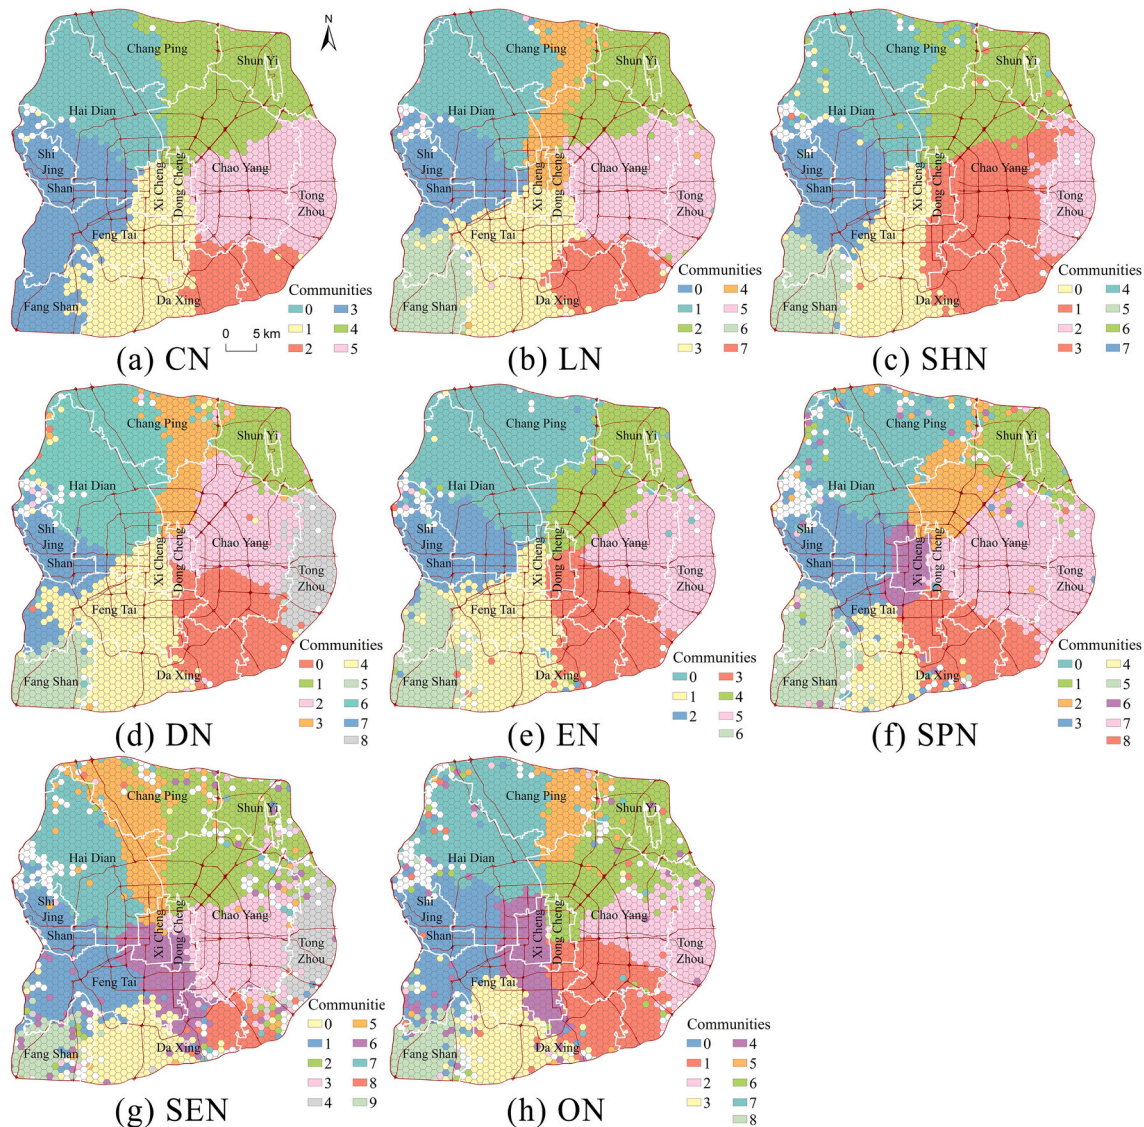 N
Chang Ping
Shun Yi
Hai Dian
Shi
Jing
Shan
Chao Yang
Xi Cheng
Dong Cheng
Tong
Zhou
Feng Tai
Da Xing
Fang Shan
Communities
0 3
1 4
2 5
0 5 km
(a) CN
Chang Ping
Shun Yi
Hai Dian
Shi
Jing
Shan
Chao Yang
Xi Cheng
Dong Cheng
Tong
Zhou
Feng Tai
Da Xing
Fang Shan
Communities
0 4
1 5
2 6
3 7
(b) LN
Chang Ping
Shun Yi
Hai Dian
Shi
Jing
Shan
Chao Yang
Xi Cheng
Dong Cheng
Tong
Zhou
Feng Tai
Da Xing
Fang Shan
Communities
0 4
1 5
2 6
3 7
(c) SHN
Chang Ping
Shun Yi
Hai Dian
Shi
Jing
Shan
Chao Yang
Xi Cheng
Dong Cheng
Tong
Zhou
Feng Tai
Da Xing
Fang Shan
Communities
0 4
1 5
2 6
3 7
8
(d) DN
Chang Ping
Shun Yi
Hai Dian
Shi
Jing
Shan
Chao Yang
Xi Cheng
Dong Cheng
Tong
Zhou
Feng Tai
Da Xing
Fang Shan
Communities
0 3
1 4
2 5
6
(e) EN
Chang Ping
Shun Yi
Hai Dian
Shi
Jing
Shan
Chao Yang
Xi Cheng
Dong Cheng
Tong
Zhou
Feng Tai
Da Xing
Fang Shan
Communities
0 4
1 5
2 6
3 7
8
(f) SPN
Chang Ping
Shun Yi
Hai Dian
Shi
Jing
Shan
Chao Yang
Xi Cheng
Dong Cheng
Tong
Zhou
Feng Tai
Da Xing
Fang Shan
Communitie
0 5
1 6
2 7
3 8
4 9
(g) SEN
Chang Ping
Shun Yi
Hai Dian
Shi
Jing
Shan
Chao Yang
Xi Cheng
Dong Cheng
Tong
Zhou
Feng Tai
Da Xing
Fang Shan
Communities
0 4
1 5
2 6
3 7
8
(h) ON